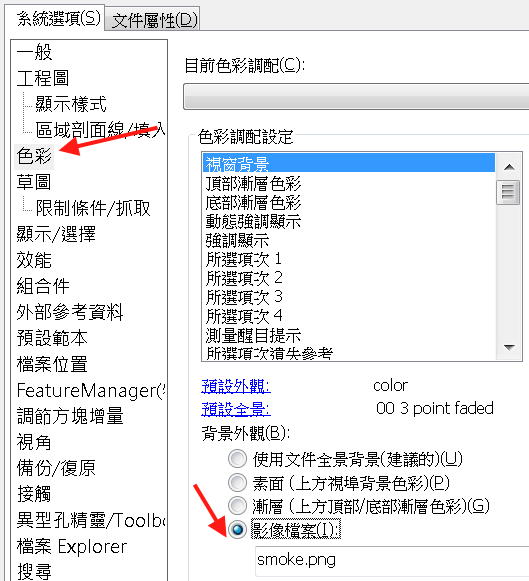 系統選項(S) 文件屬性(D)
一般
工程圖
顯示樣式
區域剖面線/填入
色彩
草圖
限制條件/抓取
顯示/選擇
效能
組合件
外部參考資料
預設範本
檔案位置
FeatureManager(
調節方塊增量
視角
備份/復原
接觸
異型孔精靈/Toolb
檔案 Explorer
搜尋
目前色彩調配(C):
色彩調配設定
視窗背景
頂部漸層色彩
底部漸層色彩
動態強調顯示
強調顯示
所選項次 1
所選項次 2
所選項次 3
所選項次 4
測量醒目提示
所選項次遺失參考
預設外觀: color
預設全景: 00 3 point faded
背景外觀(B):
使用文件全景背景(建議的)(U)
素面 (上方視埠背景色彩)(P)
漸層 (上方頂部/底部漸層色彩)(G)
影像檔案(I):
smoke.png